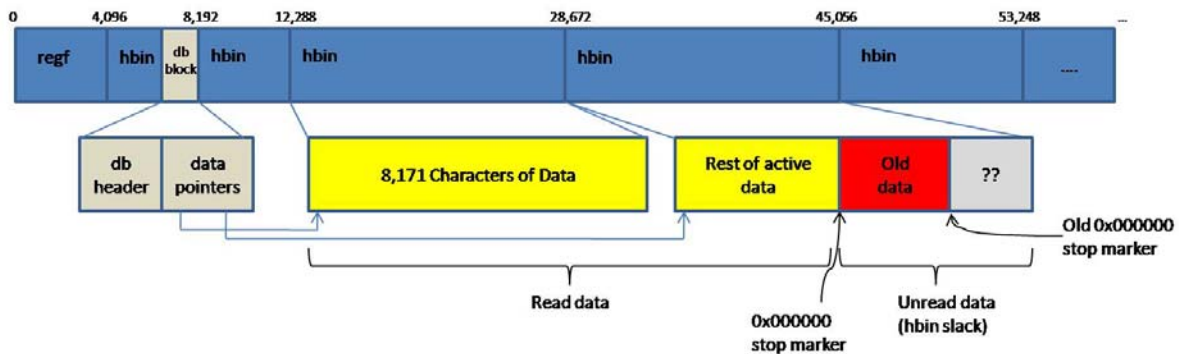 0 4,096 8,192 12,288 28,672 45,056 53,248 ...
regf hbin db block hbin hbin hbin hbin ....
db header
data pointers
8,171 Characters of Data
Rest of active data
Old data
??
Old 0x000000
stop marker
Read data
0x000000
stop marker
Unread data
(hbin slack)